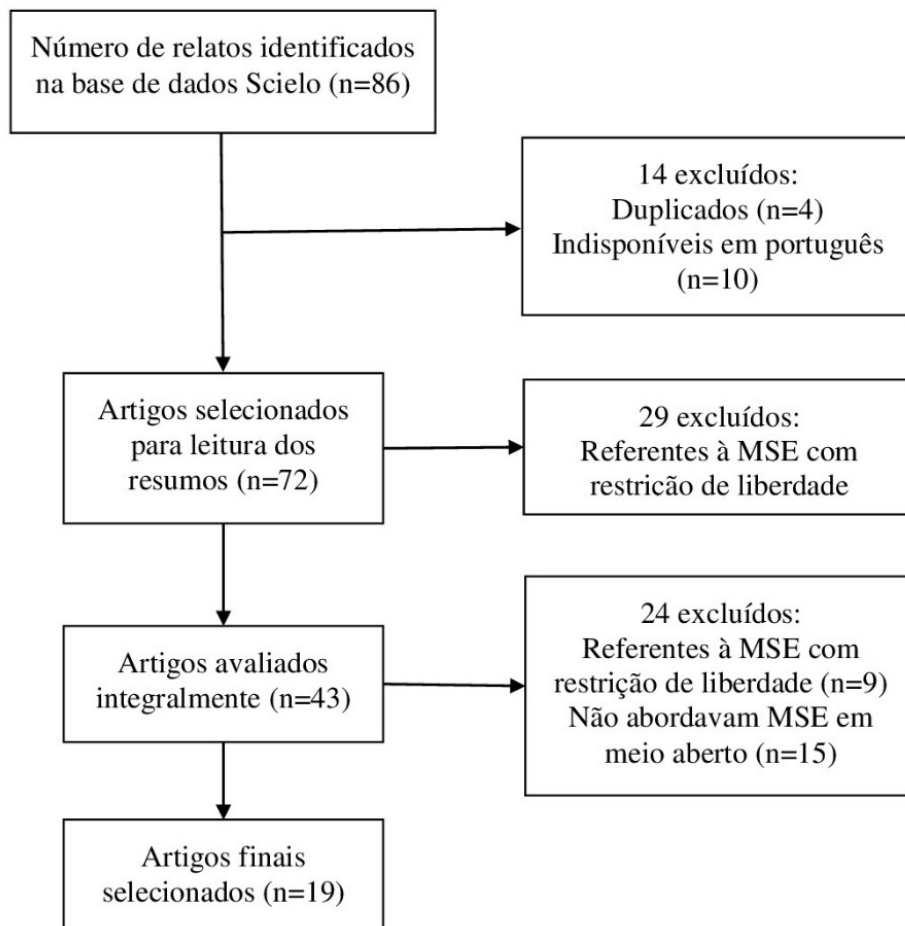 Número de relatos identificados
na base de dados Scielo (n=86)
14 excluídos:
Duplicados (n=4)
Indisponíveis em português
(n=10)
Artigos selecionados
para leitura dos
resumos (n=72)
29 excluídos:
Referentes à MSE com
restricão de liberdade
Artigos avaliados
integralmente (n=43)
24 excluídos:
Referentes à MSE com
restrição de liberdade (n=9)
Não abordavam MSE em
meio aberto (n=15)
Artigos finais
selecionados (n=19)